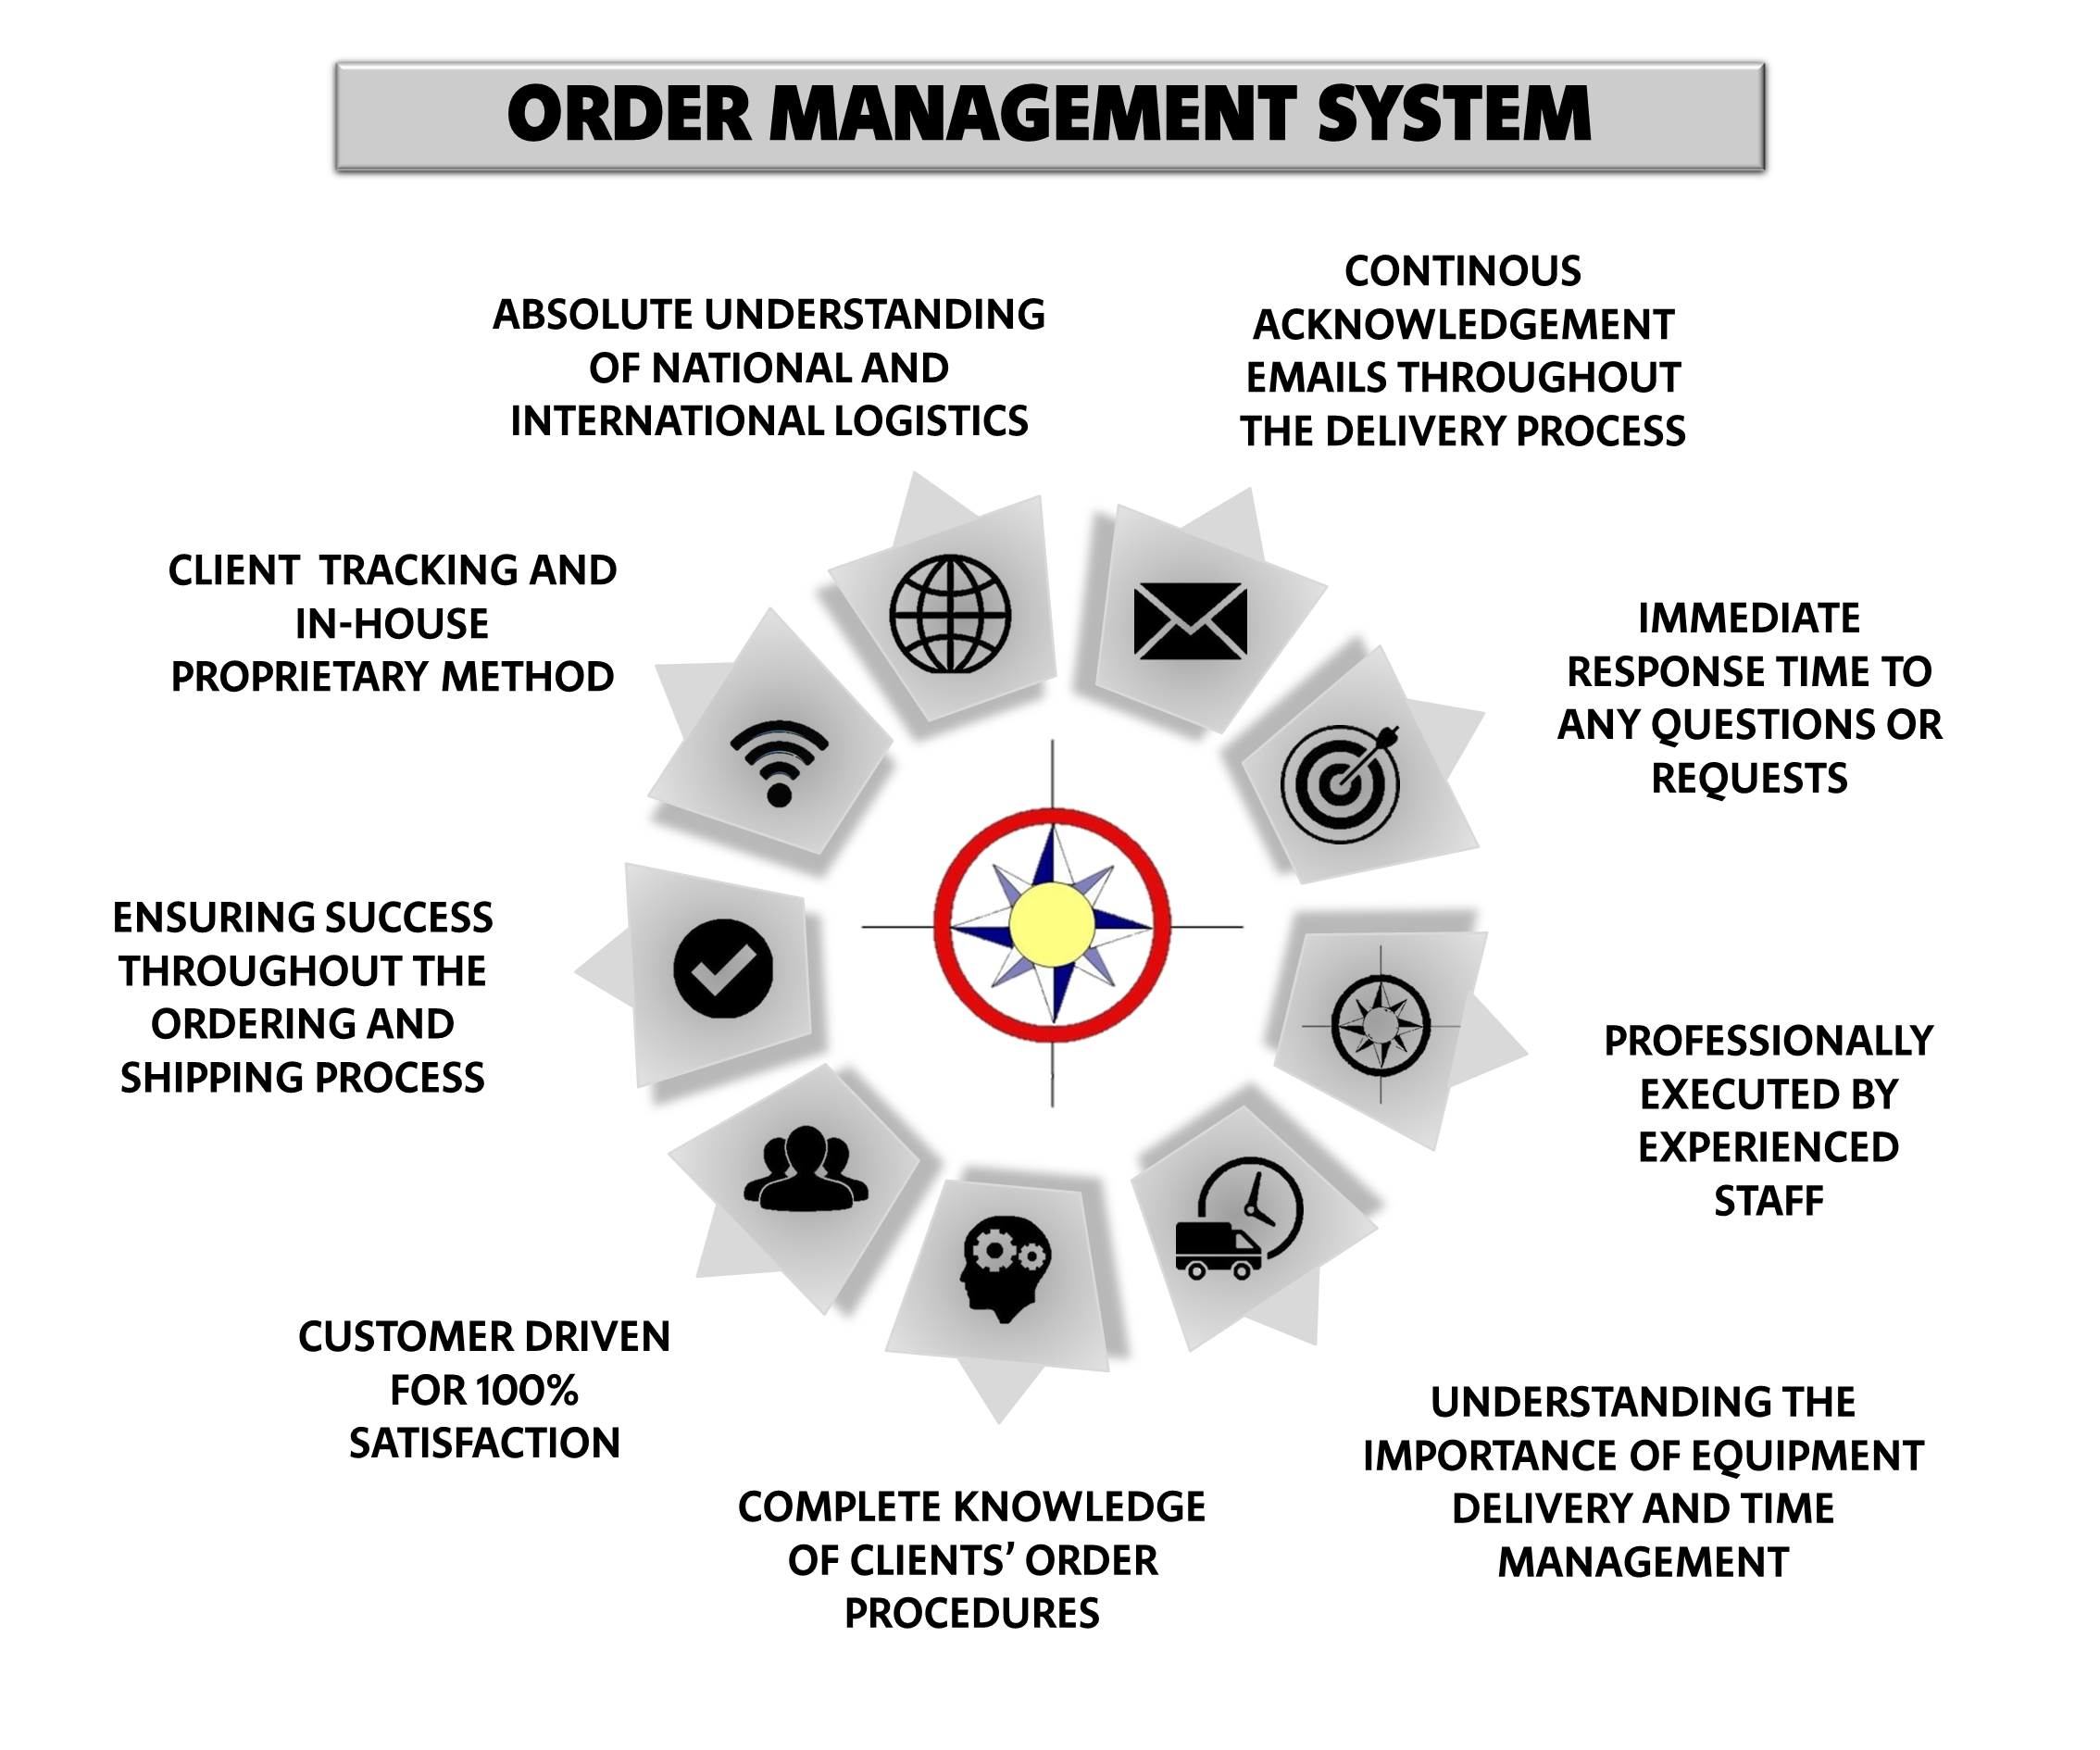 ORDER MANAGEMENT SYSTEM
ABSOLUTE UNDERSTANDING
OF NATIONAL AND
INTERNATIONAL LOGISTICS
CONTINOUS
ACKNOWLEDGEMENT
EMAILS THROUGHOUT
THE DELIVERY PROCESS
CLIENT TRACKING AND
IN-HOUSE
PROPRIETARY METHOD
IMMEDIATE
RESPONSE TIME TO
ANY QUESTIONS OR
REQUESTS
ENSURING SUCCESS
THROUGHOUT THE
ORDERING AND
SHIPPING PROCESS
PROFESSIONALLY
EXECUTED BY
EXPERIENCED
STAFF
CUSTOMER DRIVEN
FOR 100%
SATISFACTION
UNDERSTANDING THE
IMPORTANCE OF EQUIPMENT
DELIVERY AND TIME
MANAGEMENT
COMPLETE KNOWLEDGE
OF CLIENTS’ ORDER
PROCEDURES